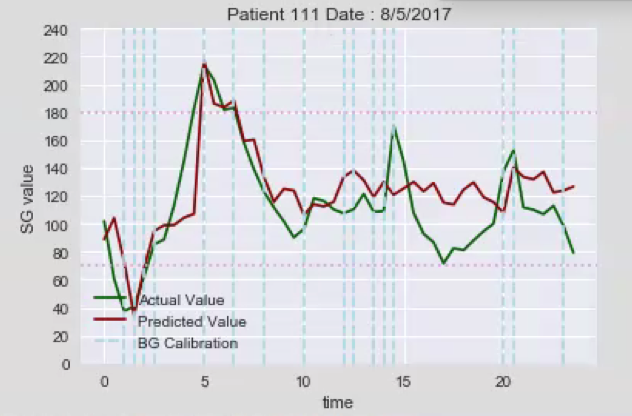 Patient 111 Date : 8/5/2017
240
220
200
180
160
140
120
100
80
60
40
20
0
SG value
Actual Value
Predicted Value
BG Calibration
0 5 10 15 20
time